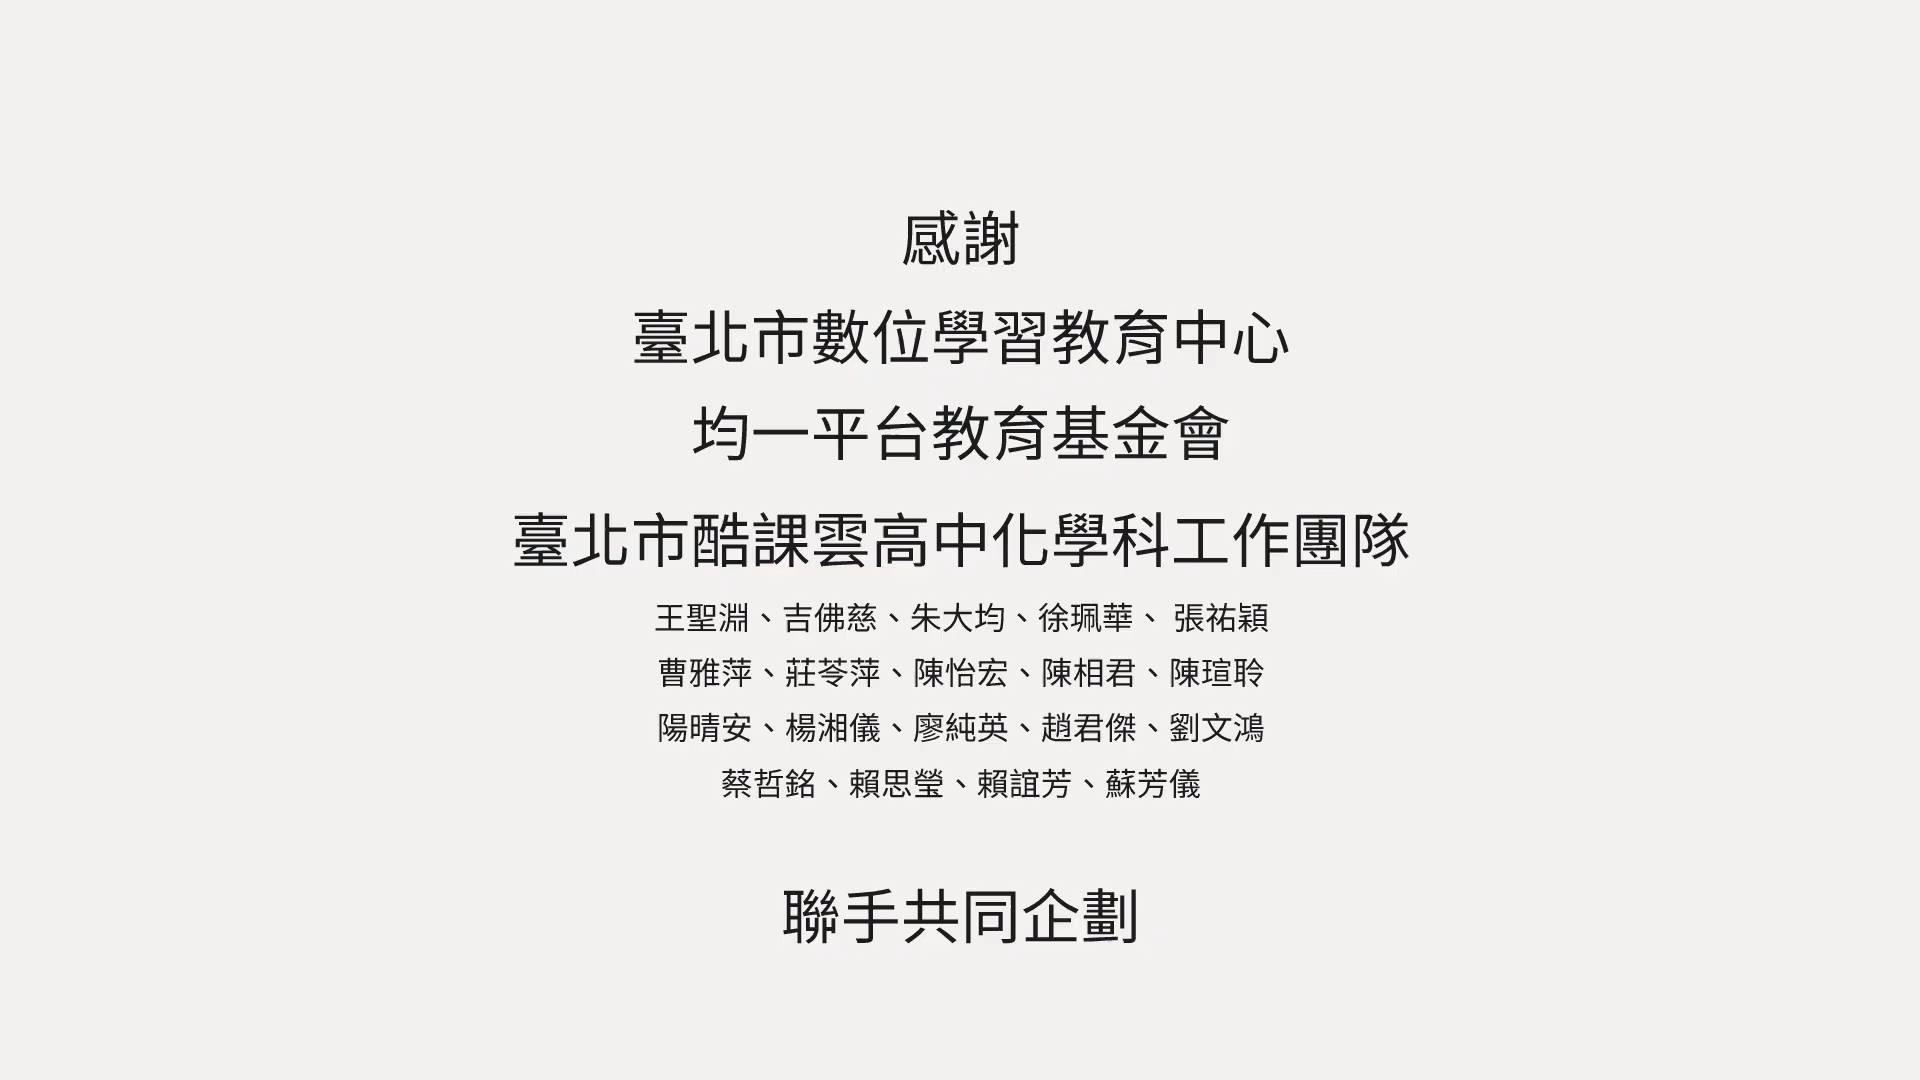 感謝
臺北市數位學習教育中心
均一平台教育基金會
臺北市酷課雲高中化學科工作團隊
王聖淵、吉佛慈、朱大均、徐珮華、 張祐穎
曹雅萍、莊苓萍、陳怡宏、陳相君、陳瑄聆
陽晴安、楊湘儀、廖純英、趙君傑、劉文鴻
蔡哲銘、賴思瑩、賴誼芳、蘇芳儀
聯手共同企劃